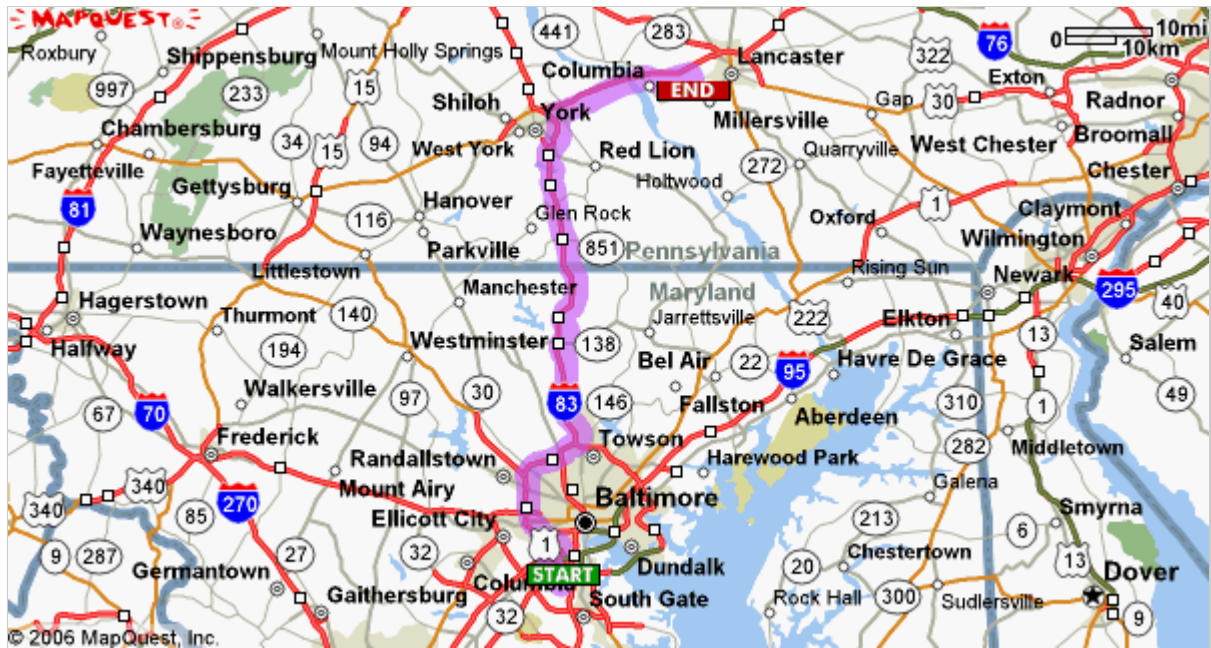 MAPQUEST
Roxbury
Shippensburg
Mount Holly Springs
441
283
Lancaster
322
76
0
10mi
10km
997
233
15
Shiloh
Columbia
END
Exton
Radnor
Chambersburg
34
15
94
York
West York
Millersville
Gap
30
West Chester
Broomall
Fayetteville
Gettysburg
Red Lion
272
Quarryville
Chester
81
Hanover
Holtwood
116
Glen Rock
Oxford
1
Claymont
Waynesboro
Parkville
851
Pennsylvania
Wilmington
Littlestown
Rising Sun
Newark
Hagerstown
Manchester
Maryland
295
40
Thurmont
140
Jarrettsville
222
Elkton
13
Halfway
194
Westminster
138
Bel Air
22
95
Havre De Grace
Salem
Walkersville
97
30
83
146
Fallston
Aberdeen
310
1
49
67
70
Frederick
Randallstown
Towson
282
Middletown
340
270
Mount Airy
Harewood Park
Galena
340
85
Baltimore
Smyrna
Ellicott City
1
213
6
9
287
27
32
Dundalk
Chestertown
13
Germantown
START
Columbia
20
Dover
Gaithersburg
32
South Gate
Rock Hall
300
Sudlersville
9
© 2006 MapQuest, Inc.